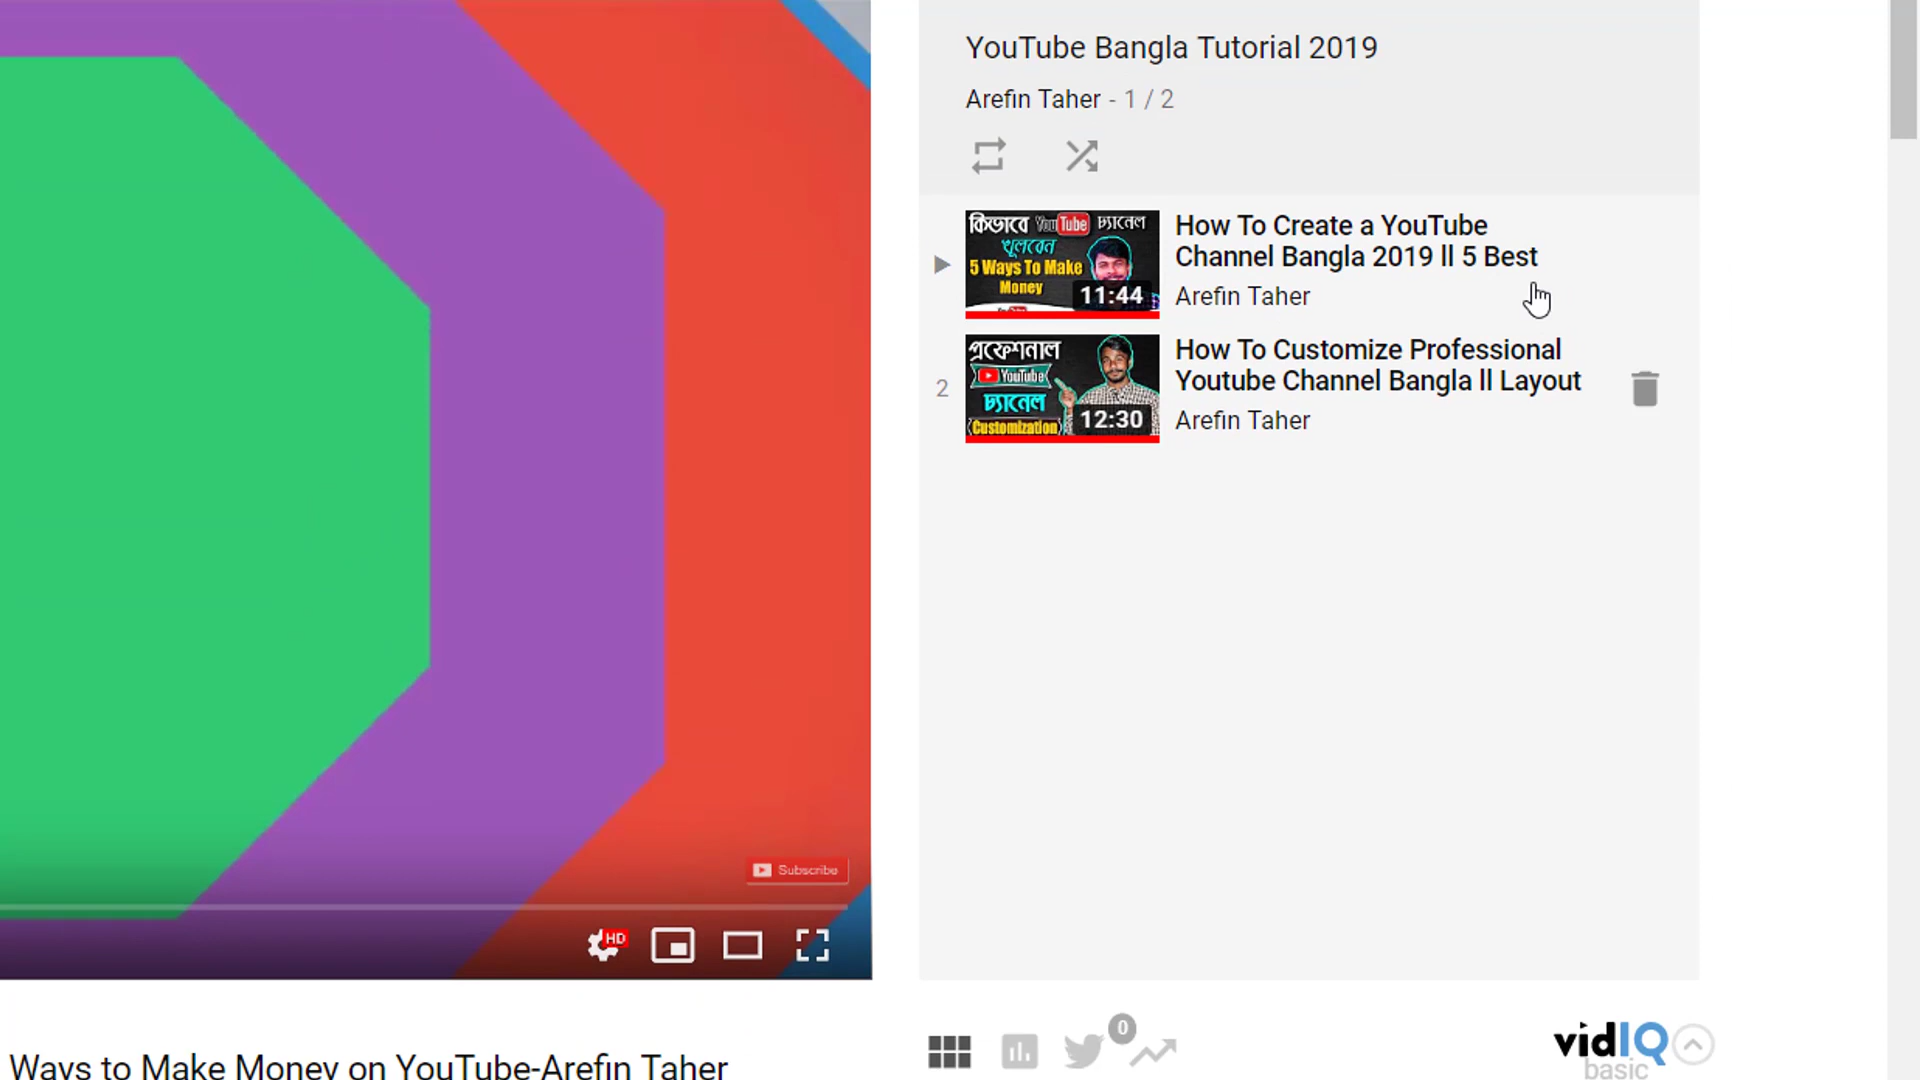 YouTube Bangla Tutorial 2019
Arefin Taher - 1 / 2
কিভাবে YouTube চ্যানেল
খুলবেন
5 Ways To Make
Money
11:44
How To Create a YouTube
Channel Bangla 2019 ll 5 Best
Arefin Taher
2
প্রফেশনাল
YouTube
চ্যানেল
Customization
12:30
How To Customize Professional
Youtube Channel Bangla ll Layout
Arefin Taher
Subscribe
HD
0
vidIQ
basic
Ways to Make Money on YouTube-Arefin Taher